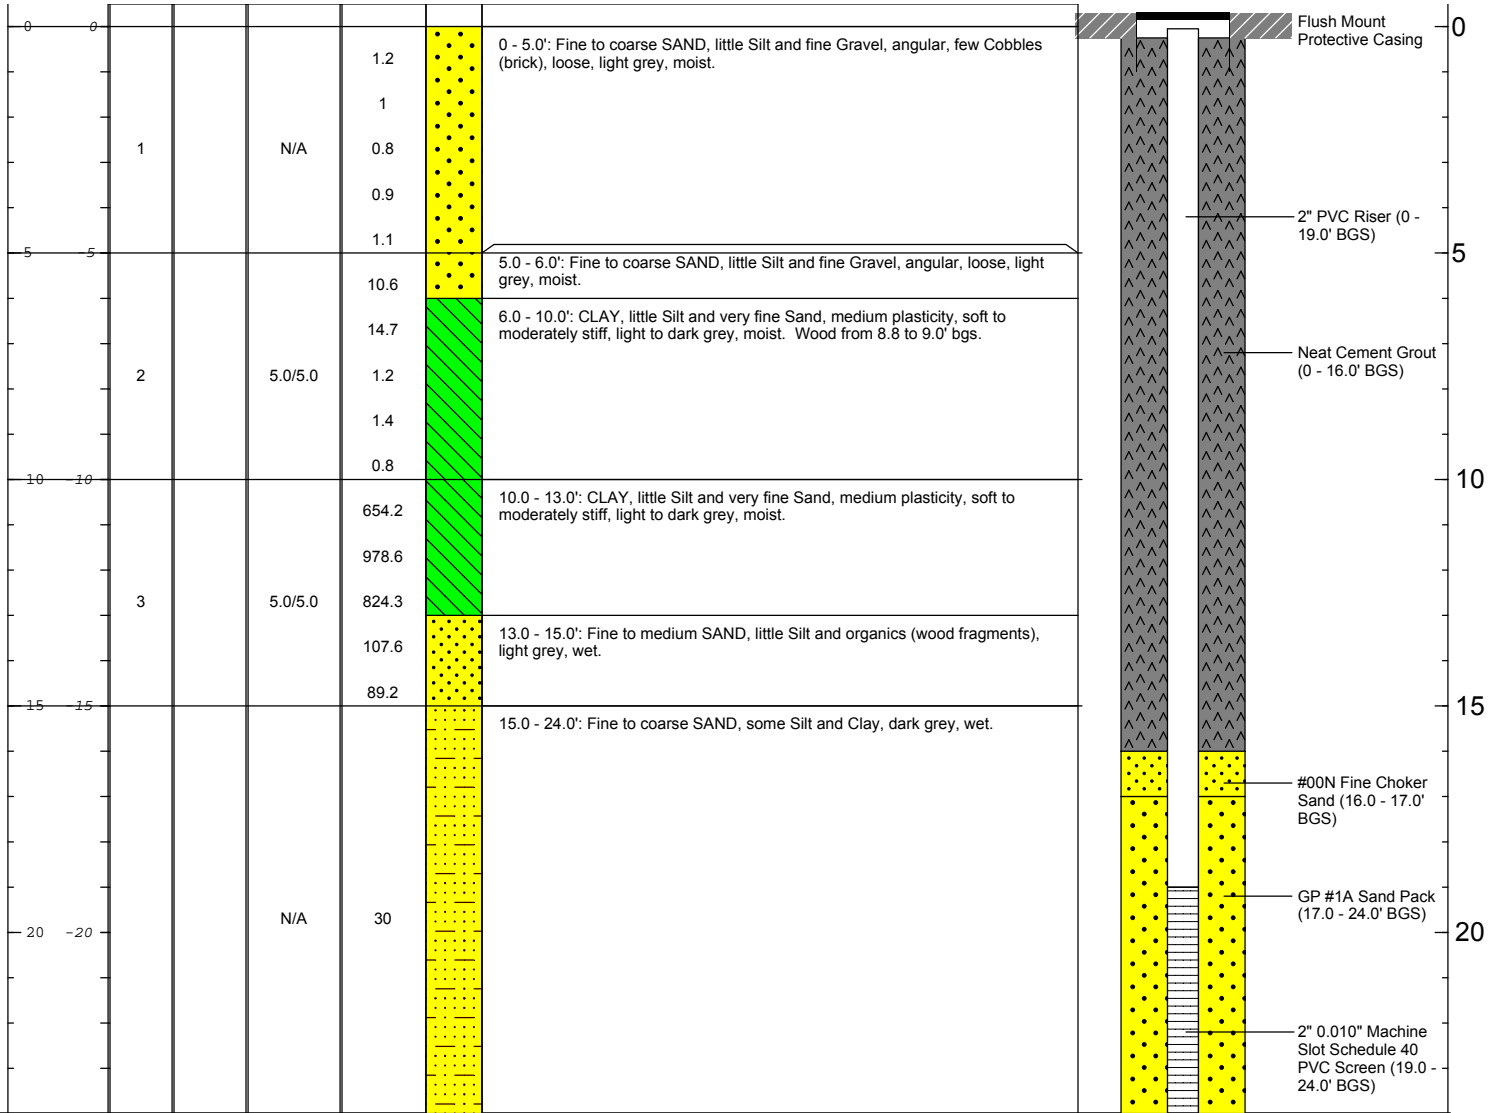 0 0
0 - 5.0': Fine to coarse SAND, little Silt and fine Gravel, angular, few Cobbles
(brick), loose, light grey, moist.
1.2
1
1 N/A 0.8
0.9
1.1
5 -5
5.0 - 6.0': Fine to coarse SAND, little Silt and fine Gravel, angular, loose, light
grey, moist.
10.6
6.0 - 10.0': CLAY, little Silt and very fine Sand, medium plasticity, soft to
moderately stiff, light to dark grey, moist. Wood from 8.8 to 9.0' bgs.
14.7
2 5.0/5.0 1.2
1.4
0.8
10 -10
10.0 - 13.0': CLAY, little Silt and very fine Sand, medium plasticity, soft to
moderately stiff, light to dark grey, moist.
654.2
978.6
3 5.0/5.0 824.3
13.0 - 15.0': Fine to medium SAND, little Silt and organics (wood fragments),
light grey, wet.
107.6
89.2
15 -15
15.0 - 24.0': Fine to coarse SAND, some Silt and Clay, dark grey, wet.
N/A 30
20 -20
Flush Mount
Protective Casing
0
2" PVC Riser (0 -
19.0' BGS)
5
Neat Cement Grout
(0 - 16.0' BGS)
10
15
#00N Fine Choker
Sand (16.0 - 17.0'
BGS)
GP #1A Sand Pack
(17.0 - 24.0' BGS)
20
2" 0.010" Machine
Slot Schedule 40
PVC Screen (19.0 -
24.0' BGS)